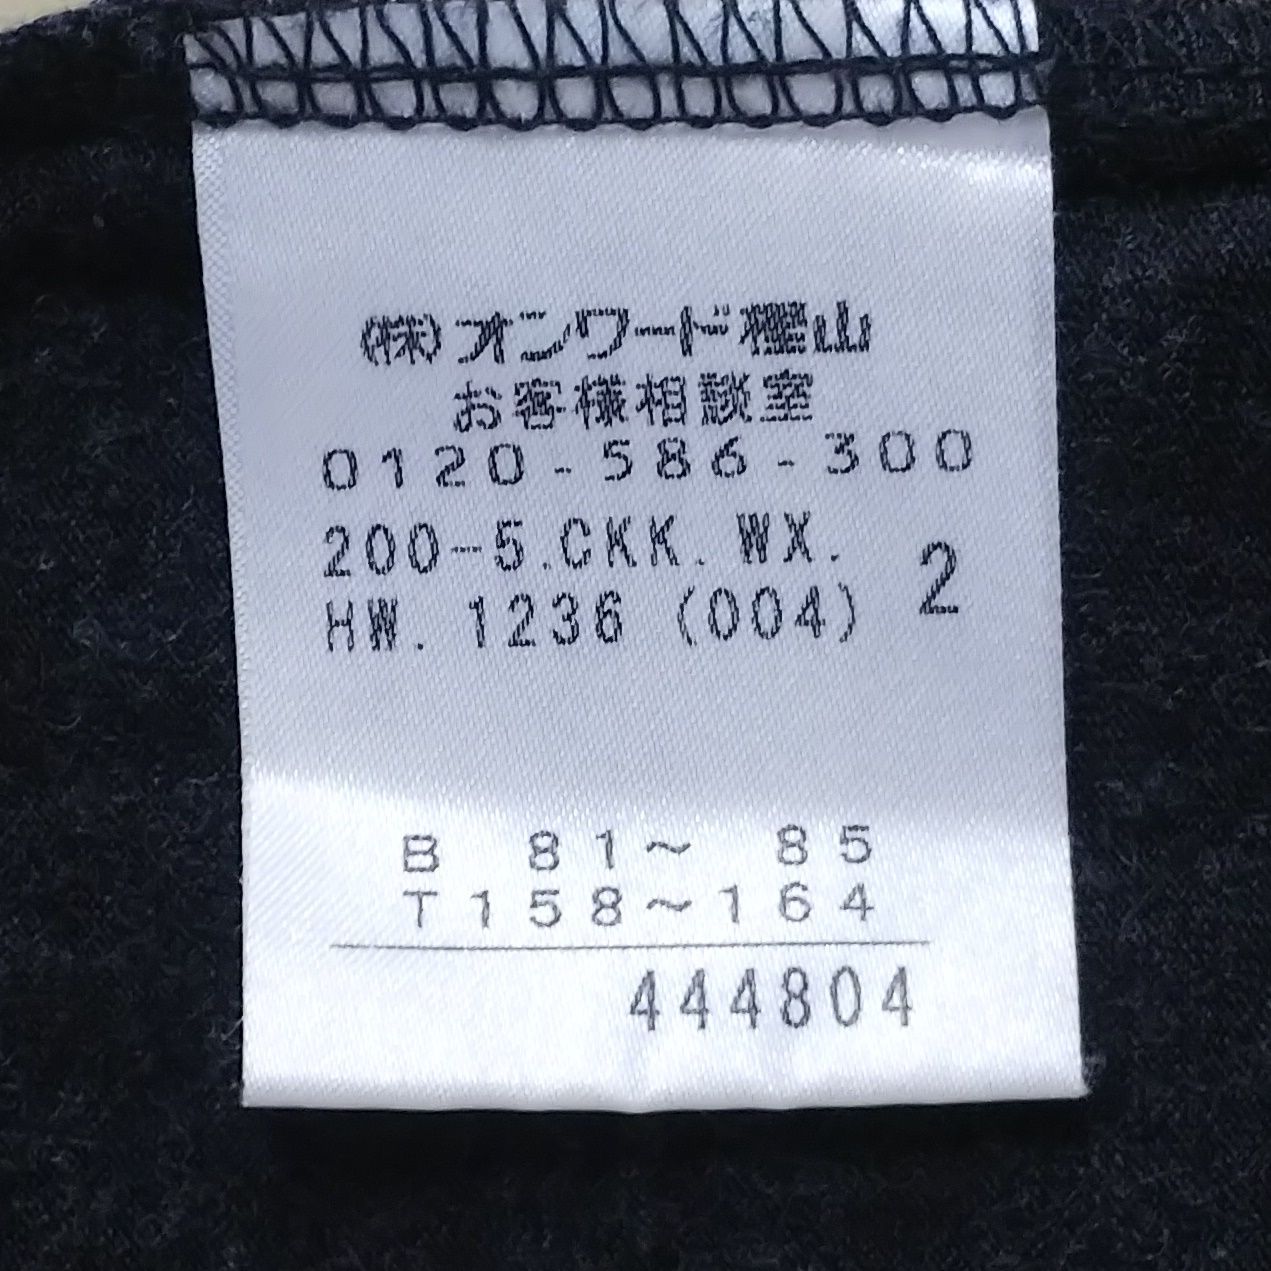 (株)オンワード樫山
お客様相談室
0120-586-300
200-5.CKK.WX.
HW. 1236 (004) 2
B 81～ 85
T158～164
444804